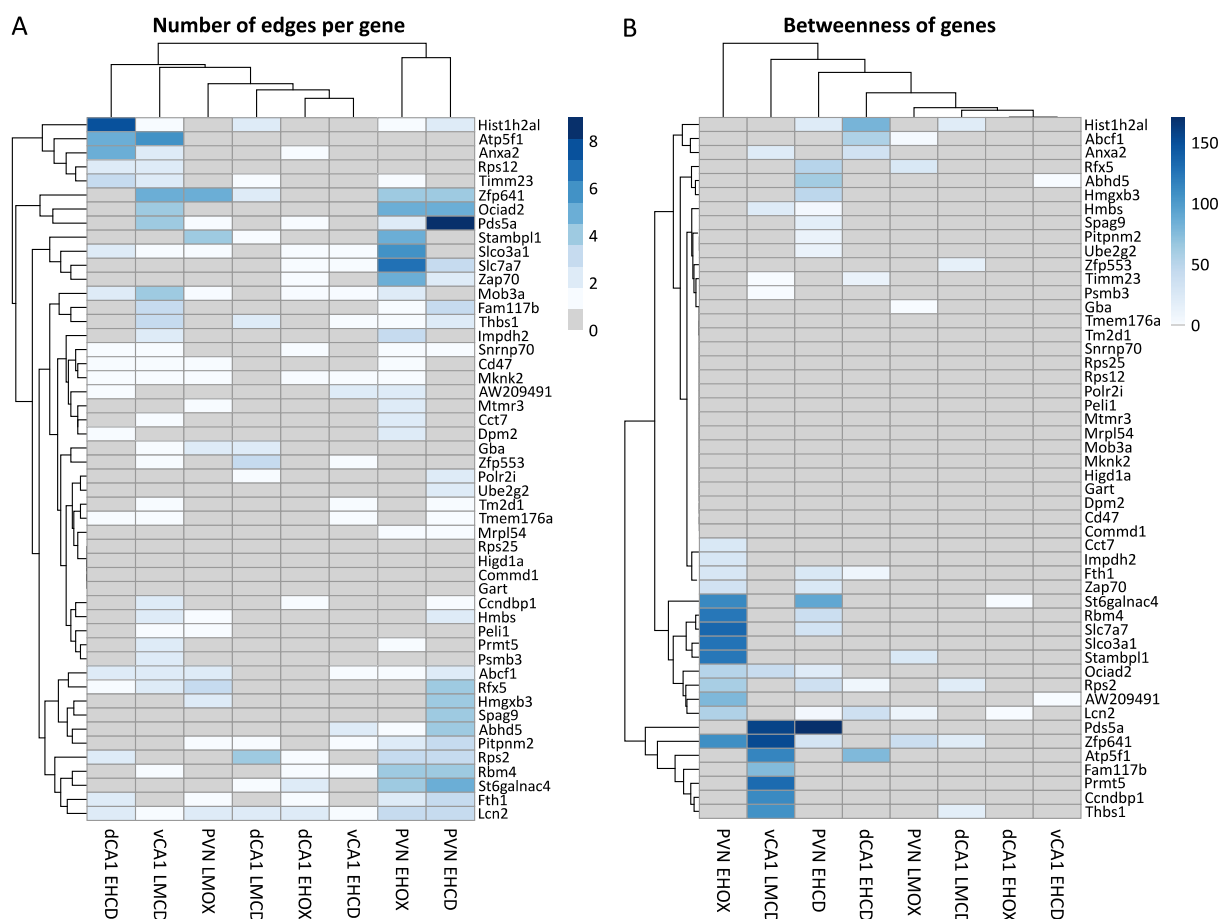 A
Number of edges per gene
Hist1h2al
Atp5f1
Anxa2
Rps12
Timm23
Zfp641
Ociad2
Pds5a
Stambpl1
Slco3a1
Slc7a7
Zap70
Mob3a
Fam117b
Thbs1
Impdh2
Snrnp70
Cd47
Mknk2
AW209491
Mtmr3
Cct7
Dpm2
Gba
Zfp553
Polr2i
Ube2g2
Tm2d1
Tmem176a
Mrpl54
Rps25
Higd1a
Commd1
Gart
Ccndbp1
Hmbs
Peli1
Prmt5
Psmb3
Abcf1
Rfx5
Hmgxb3
Spag9
Abhd5
Pitpnm2
Rps2
Rbm4
St6galnac4
Fth1
Lcn2
8
6
4
2
0
dCA1 EHCD
vCA1 LMCD
PVN LMOX
dCA1 LMCD
dCA1 EHOX
vCA1 EHCD
PVN EHOX
PVN EHCD
B
Betweenness of genes
Hist1h2al
Abcf1
Anxa2
Rfx5
Abhd5
Hmgxb3
Hmbs
Spag9
Pitpnm2
Ube2g2
Zfp553
Timm23
Psmb3
Gba
Tmem176a
Tm2d1
Snrnp70
Rps25
Rps12
Polr2i
Peli1
Mtmr3
Mrpl54
Mob3a
Mknk2
Higd1a
Gart
Dpm2
Cd47
Commd1
Cct7
Impdh2
Fth1
Zap70
St6galnac4
Rbm4
Slc7a7
Slco3a1
Stambpl1
Ociad2
Rps2
AW209491
Lcn2
Pds5a
Zfp641
Atp5f1
Fam117b
Prmt5
Ccndbp1
Thbs1
150
100
50
0
PVN EHOX
vCA1 LMCD
PVN EHCD
dCA1 EHCD
PVN LMOX
dCA1 LMCD
dCA1 EHOX
vCA1 EHCD